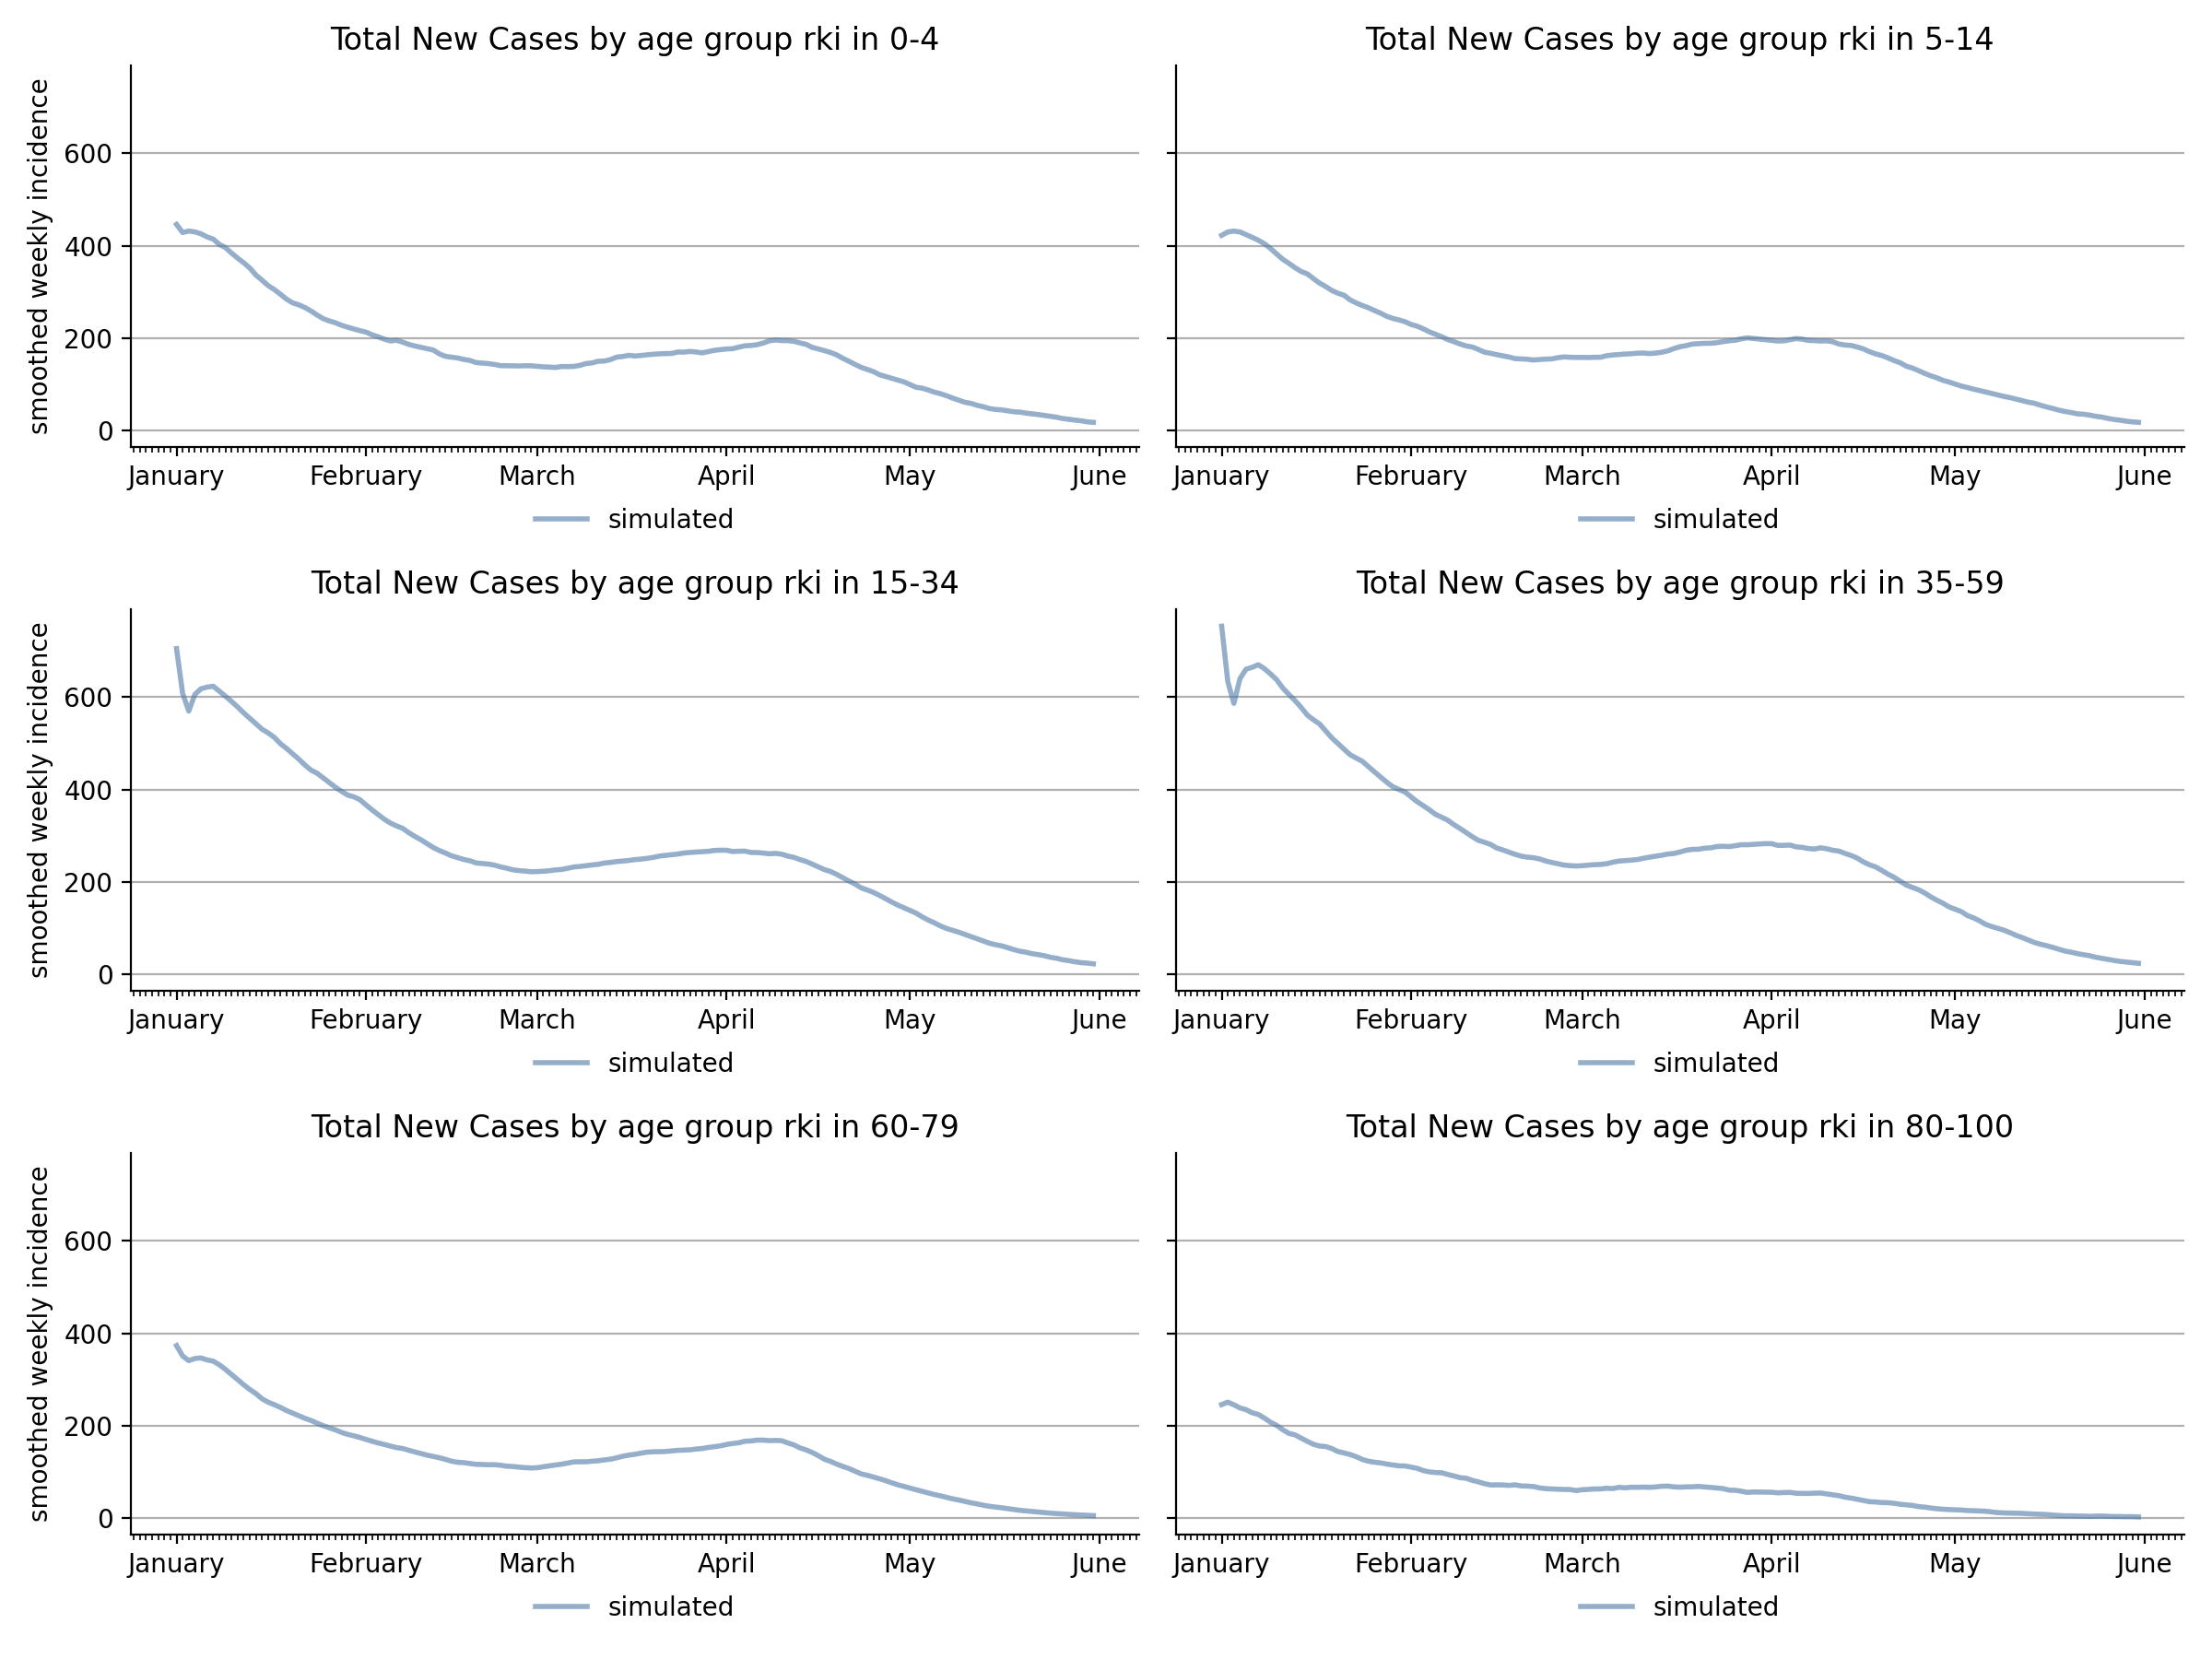 Total New Cases by age group rki in 0-4
smoothed weekly incidence
600
400
200
0
January February March April May June
simulated
Total New Cases by age group rki in 5-14
January February March April May June
simulated
Total New Cases by age group rki in 15-34
smoothed weekly incidence
600
400
200
0
January February March April May June
simulated
Total New Cases by age group rki in 35-59
January February March April May June
simulated
Total New Cases by age group rki in 60-79
smoothed weekly incidence
600
400
200
0
January February March April May June
simulated
Total New Cases by age group rki in 80-100
January February March April May June
simulated